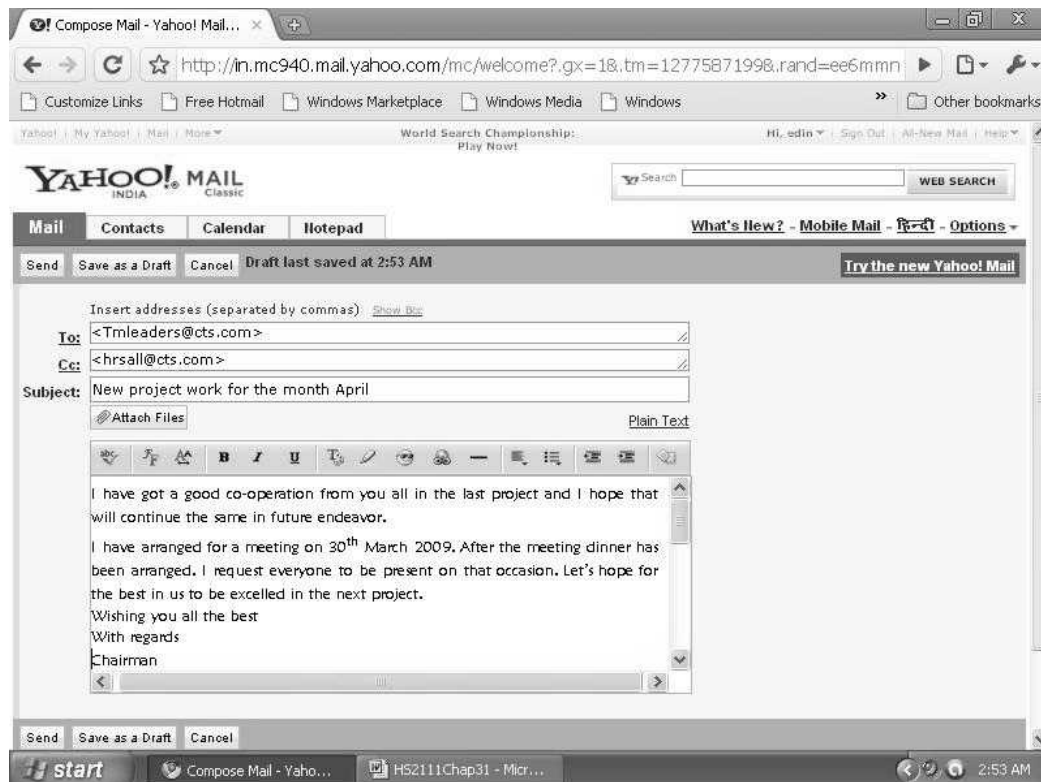 Compose Mail - Yahoo! Mail...
http://in.mc940.mail.yahoo.com/mc/welcome?.gx=1&.tm=1277587199&.rand=ee6mmn
Customize Links Free Hotmail Windows Marketplace Windows Media Windows » Other bookmarks
Yahoo! My Yahoo! Mail More World Search Championship: Hi, edin Sign Out All-New Mail Help
Play Now!
YAHOO! MAIL
INDIA Classic
Search WEB SEARCH
Mail Contacts Calendar Notepad What's New? - Mobile Mail - हिन्दी - Options
Send Save as a Draft Cancel Draft last saved at 2:53 AM Try the new Yahoo! Mail
Insert addresses (separated by commas) Show Bcc
To: <Tmleaders@cts.com>
Cc: <hrsall@cts.com>
Subject: New project work for the month April
Attach Files Plain Text
I have got a good co-operation from you all in the last project and I hope that
will continue the same in future endeavor.
I have arranged for a meeting on 30th March 2009. After the meeting dinner has
been arranged. I request everyone to be present on that occasion. Let's hope for
the best in us to be excelled in the next project.
Wishing you all the best
With regards
Chairman
Send Save as a Draft Cancel
start Compose Mail - Yaho... HS2111Chap31 - Micr... 2:53 AM